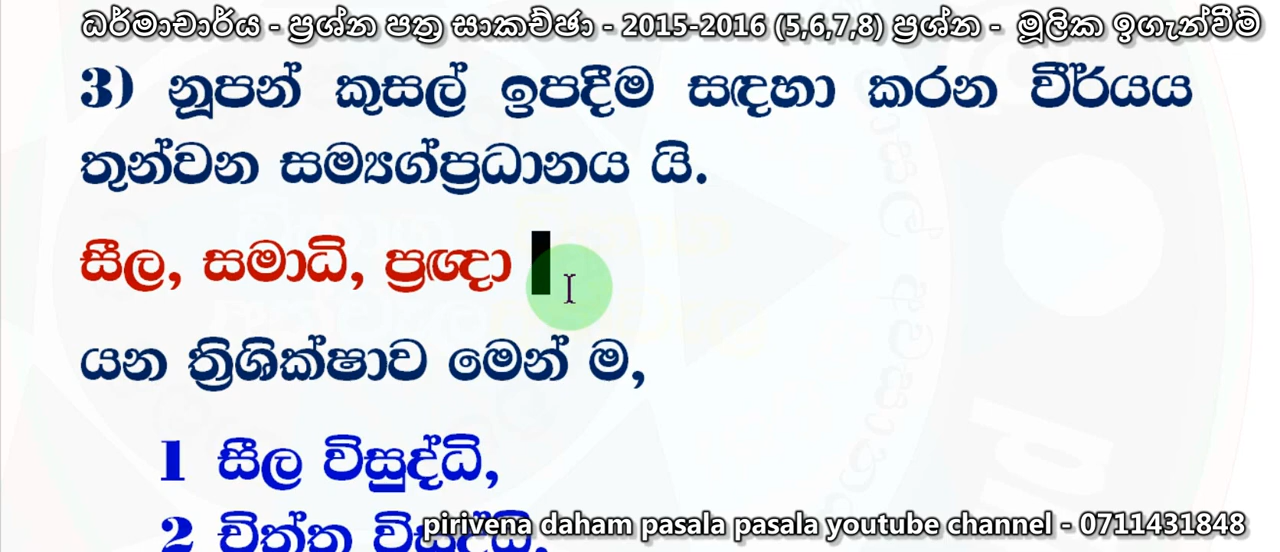 ධර්මාචාර්ය - ප්‍රශ්න පත්‍ර සාකච්ඡා - 2015-2016 (5,6,7,8) ප්‍රශ්න - මූලික ඉගැන්වීම්
3) නූපන් කුසල් ඉපදීම සඳහා කරන වීර්යය
තුන්වන සම්‍යග්ප්‍රධානය යි.
සීල, සමාධි, ප්‍රඥා
යන ත්‍රිශික්ෂාව මෙන් ම,
1 සීල විසුද්ධි,
2 චිත්ත විසුද්ධි,
pirivena daham pasala pasala youtube channel - 0711431848